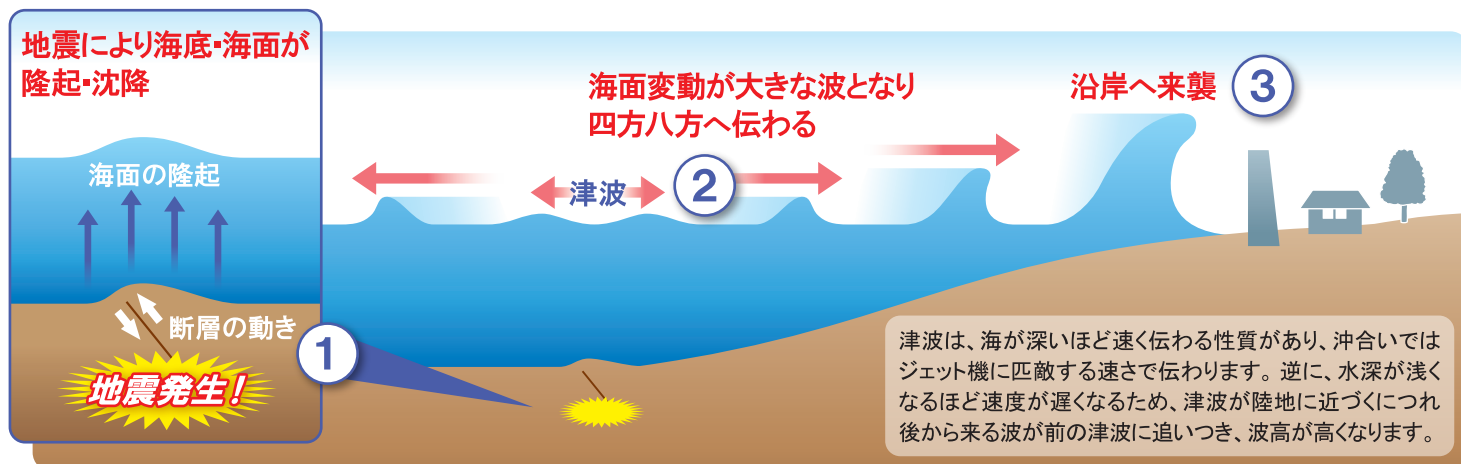 地震により海底・海面が
隆起・沈降
海面の隆起
断層の動き
地震発生！
1
海面変動が大きな波となり
四方八方へ伝わる
津波
2
沿岸へ来襲
3
津波は、海が深いほど速く伝わる性質があり、沖合いでは
ジェット機に匹敵する速さで伝わります。逆に、水深が浅く
なるほど速度が遅くなるため、津波が陸地に近づくにつれ
後から来る波が前の津波に追いつき、波高が高くなります。